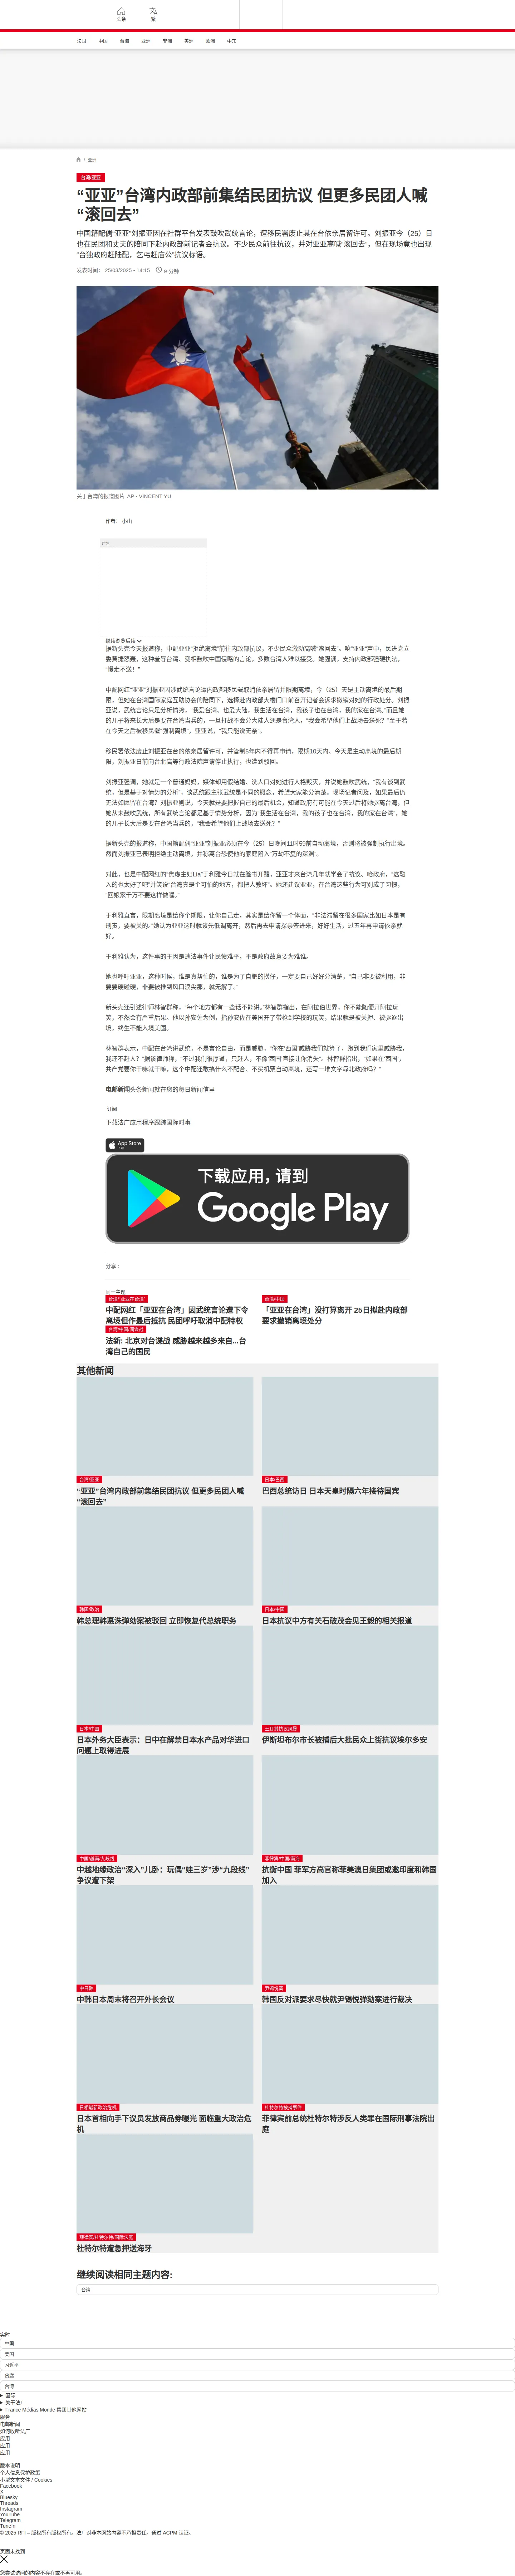 头条
繁
法国
中国
台海
亚洲
非洲
美洲
欧洲
中东
/ 亚洲
台湾/亚亚
“亚亚”台湾内政部前集结民团抗议 但更多民团人喊
“滚回去”
中国籍配偶“亚亚”刘振亚因在社群平台发表鼓吹武统言论，遭移民署废止其在台依亲居留许可。刘振亚今（25）日
也在民团和丈夫的陪同下赴内政部前记者会抗议。不少民众前往抗议，并对亚亚高喊“滚回去”，但在现场竟也出现
“台独政府赶陆配，乞丐赶庙公”抗议标语。
发表时间： 25/03/2025 - 14:15
9 分钟
关于台湾的报道图片 AP - VINCENT YU
作者： 小山
广告
继续浏览后续
据新头壳今天报道称，中配亚亚“拒绝离境”前往内政部抗议，不少民众激动高喊“滚回去”。呛“亚亚”声中，民进党立
委黄捷怒轰，这种羞辱台湾、变相鼓吹中国侵略的言论，多数台湾人难以接受。她强调，支持内政部强硬执法，
“慢走不送！”
中配网红“亚亚”刘振亚因涉武统言论遭内政部移民署取消依亲居留并限期离境，今（25）天是主动离境的最后期
限，但她在台湾国际家庭互助协会的陪同下，选择赴内政部大楼门口前召开记者会诉求撤销对她的行政处分。刘振
亚说，武统言论只是分析情势，“我爱台湾、也爱大陆，我生活在台湾，我孩子也在台湾，我的家在台湾。”而且她
的儿子将来长大后是要在台湾当兵的，一旦打战不会分大陆人还是台湾人，“我会希望他们上战场去送死？”至于若
在今天之后被移民署“强制离境”，亚亚说，“我只能说无奈”。
移民署依法废止刘振亚在台的依亲居留许可，并管制5年内不得再申请，限期10天内、今天是主动离境的最后期
限，刘振亚日前向台北高等行政法院声请停止执行，也遭到驳回。
刘振亚强调，她就是一个普通妈妈，媒体却用假结婚、洗人口对她进行人格毁灭，并说她鼓吹武统，“我有谈到武
统，但是基于对情势的分析”。谈武统跟主张武统是不同的概念，希望大家能分清楚。现场记者问及，如果最后仍
无法如愿留在台湾？刘振亚则说，今天就是要把握自己的最后机会，知道政府有可能在今天过后将她驱离台湾，但
她从未鼓吹武统，所有武统言论都是基于情势分析，因为“我生活在台湾，我的孩子也在台湾，我的家在台湾”。她
的儿子长大后是要在台湾当兵的，“我会希望他们上战场去送死？”
据新头壳的报道称，中国籍配偶“亚亚”刘振亚必须在今（25）日晚间11时59前自动离境，否则将被强制执行出境。
然而刘振亚已表明拒绝主动离境，并称离台恐使他的家庭陷入“万劫不复的深渊”。
对此，也是中配网红的“焦虑主妇Lia”于利雅今日就在脸书开酸，亚亚才来台湾几年就学会了抗议、呛政府，“这融
入的也太好了吧”并笑说“台湾真是个可怕的地方，都把人教坏”。她还建议亚亚，在台湾这些行为可别成了习惯，
“回娘家千万不要这样做喔。”
于利雅直言，限期离境是给你个期限，让你自己走，其实是给你留一个体面，“非法滞留在很多国家比如日本是有
刑责，要被关的。”她认为亚亚这时就该先低调离开，然后再去申请探亲签进来，好好生活，过五年再申请依亲就
好。
于利雅认为，这件事的主因是违法事件让民愤难平，不是政府故意要为难谁。
她也呼吁亚亚，这种时候，谁是真帮忙的，谁是为了自肥的捞仔，一定要自己好好分清楚，“自己非要被利用，非
要要硬碰硬，非要被推到风口浪尖那，就无解了。”
新头壳还引述律师林智群称，“每个地方都有一些话不能讲。”林智群指出，在阿拉伯世界，你不能随便开阿拉玩
笑，不然会有严重后果。他以孙安佐为例，指孙安佐在美国开了带枪到学校的玩笑，结果就是被关押、被驱逐出
境，终生不能入境美国。
林智群表示，中配在台湾讲武统，不是言论自由，而是威胁。“你在‘西国’威胁我们就算了，跑到我们家里威胁我，
我还不赶人？”据该律师称，“不过我们很厚道，只赶人，不像‘西国’直接让你消失”。林智群指出，“如果在‘西国’，
共产党要你干嘛就干嘛，这个中配还敢搞什么不配合、不买机票自动离境，还写一堆文字靠北政府吗？”
电邮新闻头条新闻就在您的每日新闻信里
订阅
下载法广应用程序跟踪国际时事
App Store
下载
下载应用，请到
Google Play
分享 :
同一主题
台湾/“亚亚在台湾”
中配网红「亚亚在台湾」因武统言论遭下令
离境但作最后抵抗 民团呼吁取消中配特权
台湾/中国
「亚亚在台湾」没打算离开 25日拟赴内政部
要求撤销离境处分
台湾/中国/间谍战
法新: 北京对台谍战 威胁越来越多来自...台
湾自己的国民
其他新闻
台湾/亚亚
“亚亚”台湾内政部前集结民团抗议 但更多民团人喊
“滚回去”
日本/巴西
巴西总统访日 日本天皇时隔六年接待国宾
韩国/政治
韩总理韩悳洙弹劾案被驳回 立即恢复代总统职务
日本/中国
日本抗议中方有关石破茂会见王毅的相关报道
日本/中国
日本外务大臣表示：日中在解禁日本水产品对华进口
问题上取得进展
土耳其抗议风暴
伊斯坦布尔市长被捕后大批民众上街抗议埃尔多安
中国/越南/九段线
中越地缘政治“深入”儿卧：玩偶“娃三岁”涉“九段线”
争议遭下架
菲律宾/中国/南海
抗衡中国 菲军方高官称菲美澳日集团或邀印度和韩国
加入
中日韩
中韩日本周末将召开外长会议
尹锡悦案
韩国反对派要求尽快就尹锡悦弹劾案进行裁决
日相最新政治危机
日本首相向手下议员发放商品券曝光 面临重大政治危
机
杜特尔特被捕事件
菲律宾前总统杜特尔特涉反人类罪在国际刑事法院出
庭
菲律宾/杜特尔特/国际法庭
杜特尔特遭急押送海牙
继续阅读相同主题内容:
台湾
实时
中国
美国
习近平
贪腐
台湾
国际
关于法广
France Médias Monde 集团其他网站
服务
电邮新闻
如何收听法广
应用
应用
应用
版本说明
个人信息保护政策
小型文本文件 / Cookies
Facebook
X
Bluesky
Threads
Instagram
YouTube
Telegram
TuneIn
© 2025 RFI – 版权所有版权所有。法广对非本网站内容不承担责任。通过 ACPM 认证。
页面未找到
您尝试访问的内容不存在或不再可用。